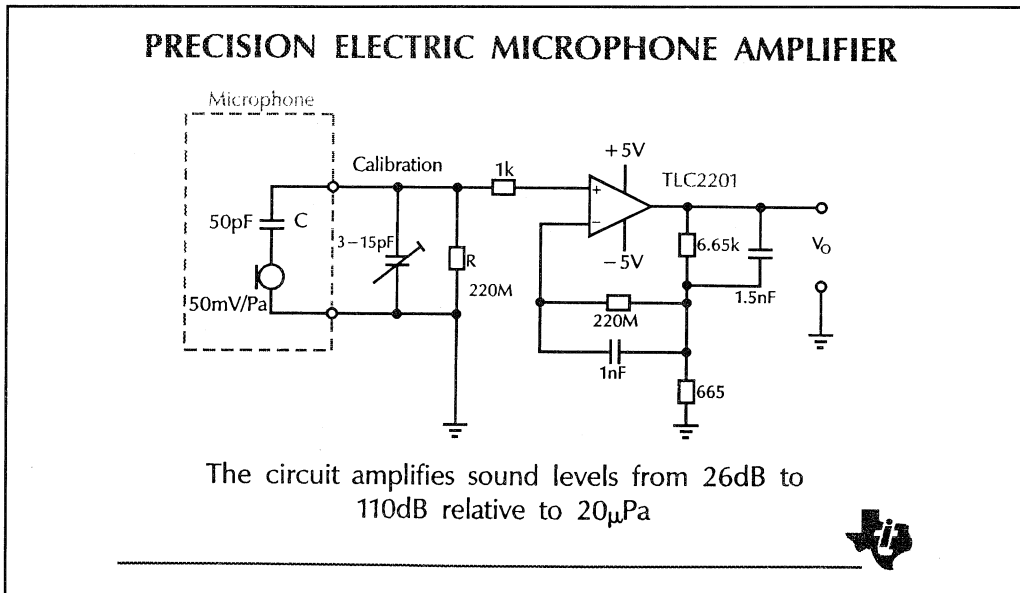 PRECISION ELECTRIC MICROPHONE AMPLIFIER
Microphone
Calibration
1k
+5V
TLC2201
50pF
C
3-15pF
R
220M
+
−
−5V
6.65k
1.5nF
VO
50mV/Pa
220M
1nF
665
The circuit amplifies sound levels from 26dB to
110dB relative to 20μPa